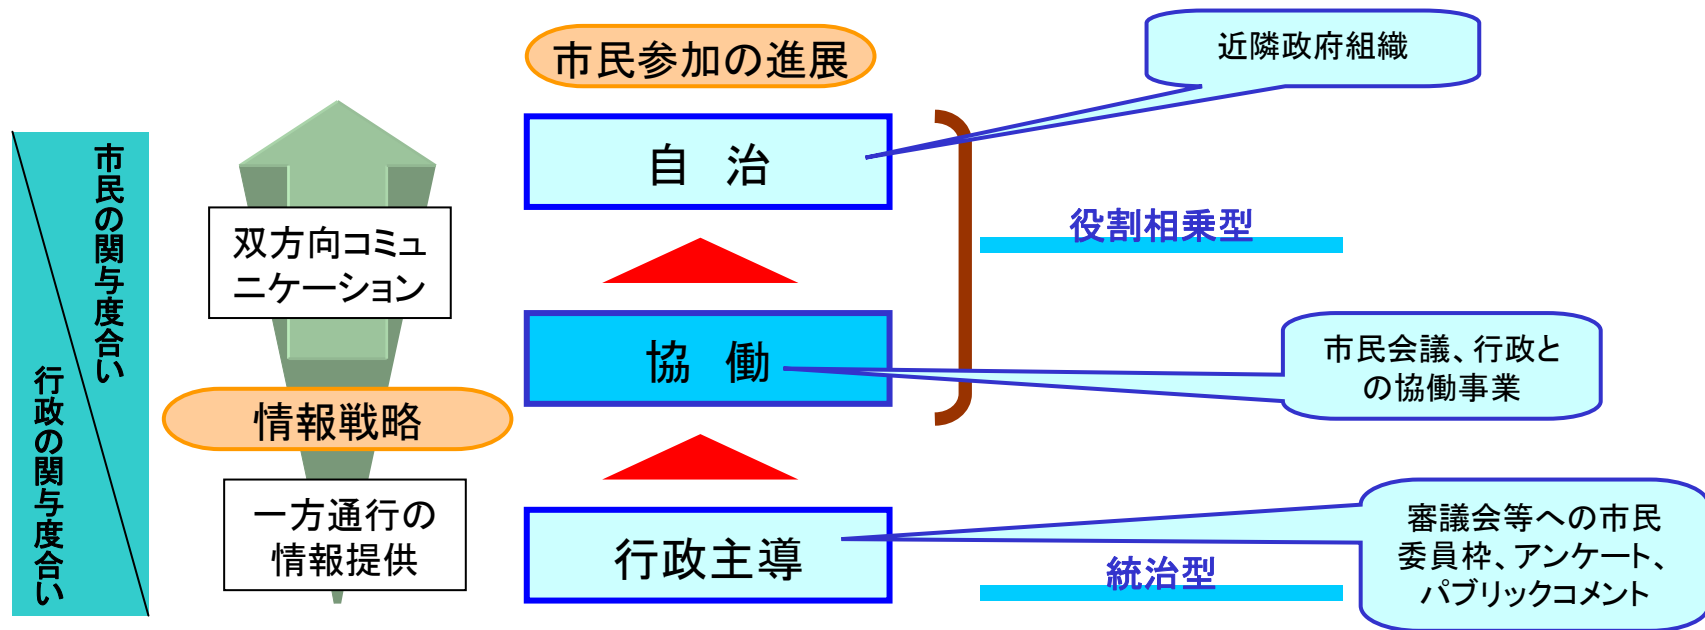 市民参加の進展
近隣政府組織
自　治
市民の関与度合い
行政の関与度合い
双方向コミュ
ニケーション
役割相乗型
協　働
市民会議、行政と
の協働事業
情報戦略
一方通行の
情報提供
行政主導
統治型
審議会等への市民
委員枠、アンケート、
パブリックコメント